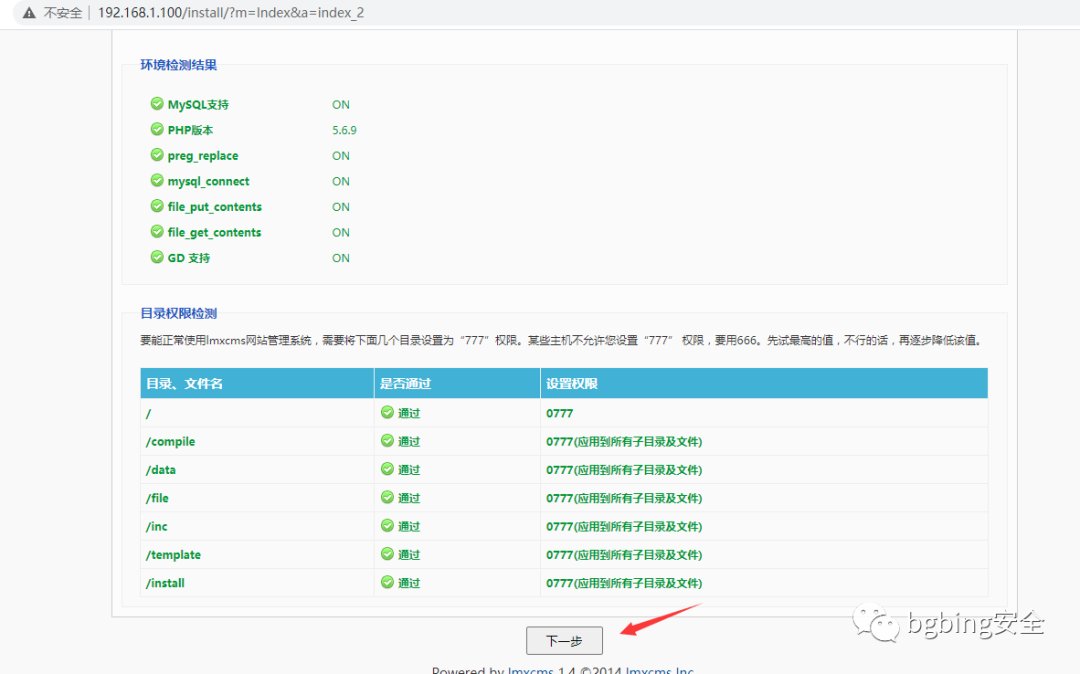 不安全 192.168.1.100/install/?m=Index&a=index_2
环境检测结果
MySQL支持 ON
PHP版本 5.6.9
preg_replace ON
mysql_connect ON
file_put_contents ON
file_get_contents ON
GD 支持 ON
目录权限检测
要能正常使用lmxcms网站管理系统，需要将下面几个目录设置为“777”权限。某些主机不允许您设置“777” 权限，要用666。先试最高的值，不行的话，再逐步降低该值。
目录、文件名 是否通过 设置权限
/ 通过 0777
/compile 通过 0777(应用到所有子目录及文件)
/data 通过 0777(应用到所有子目录及文件)
/file 通过 0777(应用到所有子目录及文件)
/inc 通过 0777(应用到所有子目录及文件)
/template 通过 0777(应用到所有子目录及文件)
/install 通过 0777(应用到所有子目录及文件)
bgbing安全
下一步
Powered by lmxcms 1.4 ©2014 lmxcms Inc